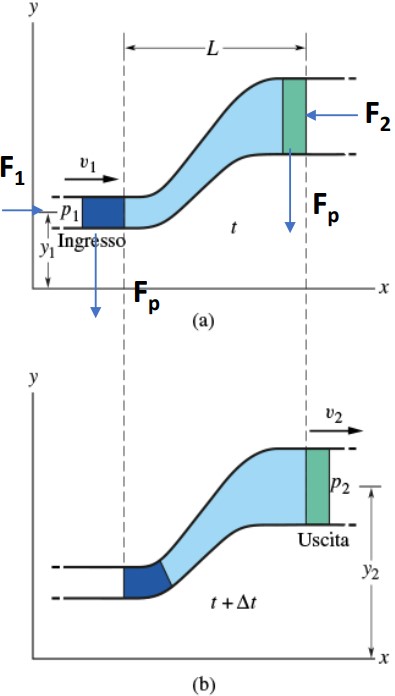 y
L
F₁
v₁
F₂
p₁
Fₚ
t
y₁
Ingresso
x
Fₚ
(a)
y
v₂
p₂
Uscita
y₂
t + Δt
x
(b)